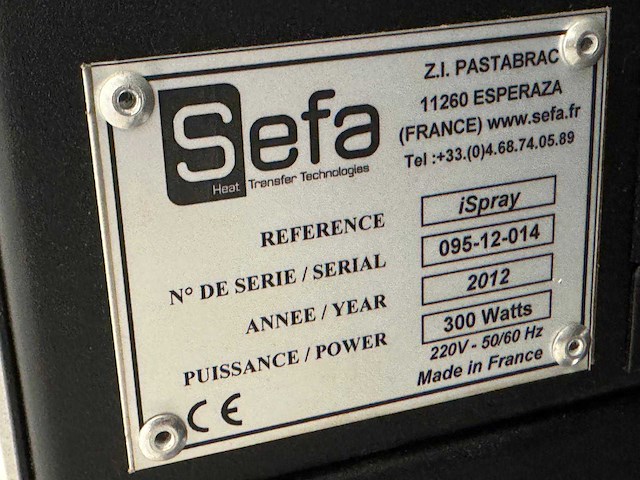 Sefa
Heat Transfer Technologies
Z.I. PASTABRAC
11260 ESPERAZA
(FRANCE) www.sefa.fr
Tel :+33.(0)4.68.74.05.89
REFERENCE iSpray
N° DE SERIE / SERIAL 095-12-014
ANNEE / YEAR 2012
PUISSANCE / POWER 300 Watts
220V - 50/60 Hz
Made in France
CE